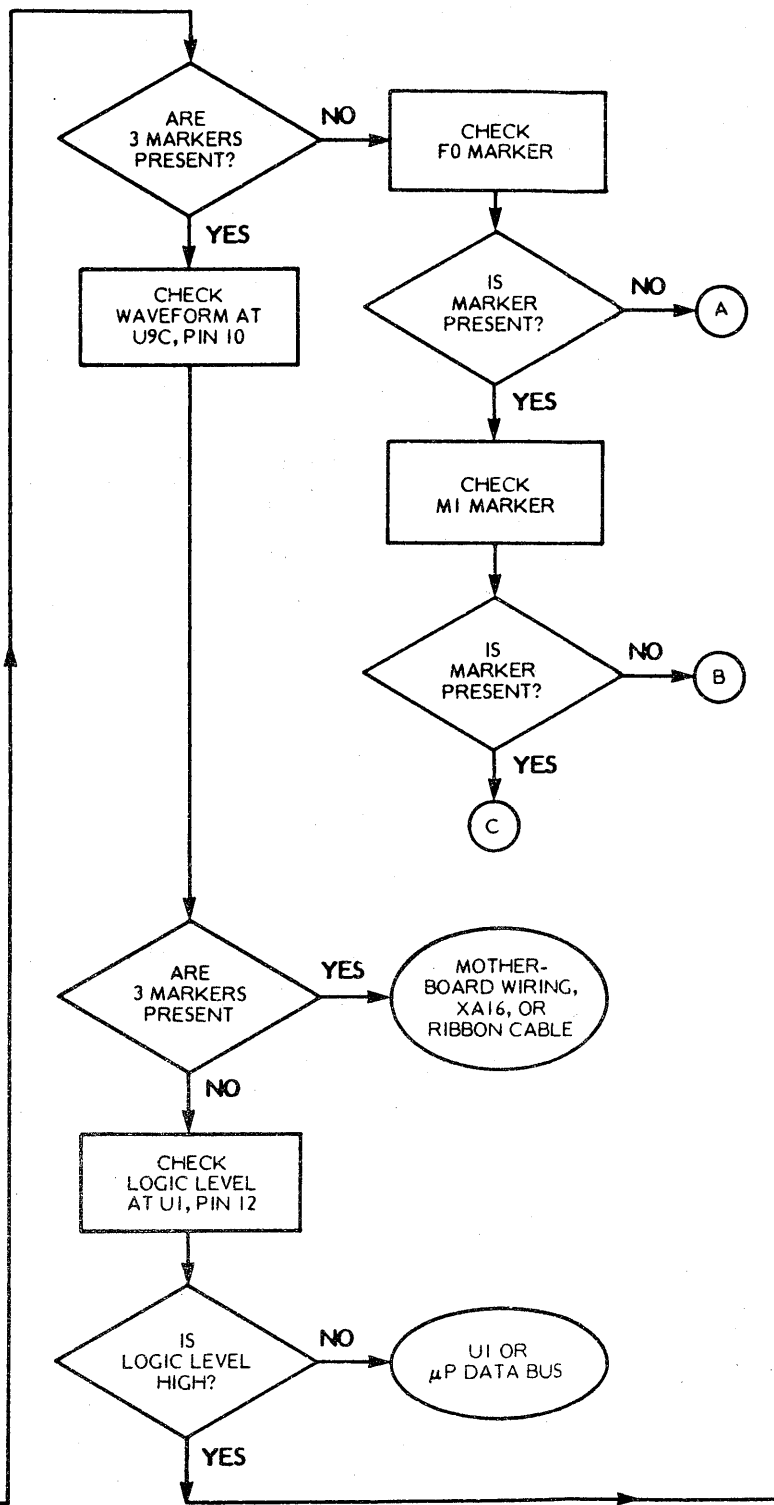 ARE
3 MARKERS
PRESENT?
NO
CHECK
F0 MARKER
YES
CHECK
WAVEFORM AT
U9C, PIN 10
IS
MARKER
PRESENT?
NO
A
YES
CHECK
M1 MARKER
IS
MARKER
PRESENT?
NO
B
YES
C
ARE
3 MARKERS
PRESENT
YES
MOTHER-
BOARD WIRING,
XA16, OR
RIBBON CABLE
NO
CHECK
LOGIC LEVEL
AT U1, PIN 12
IS
LOGIC LEVEL
HIGH?
NO
U1 OR
μP DATA BUS
YES